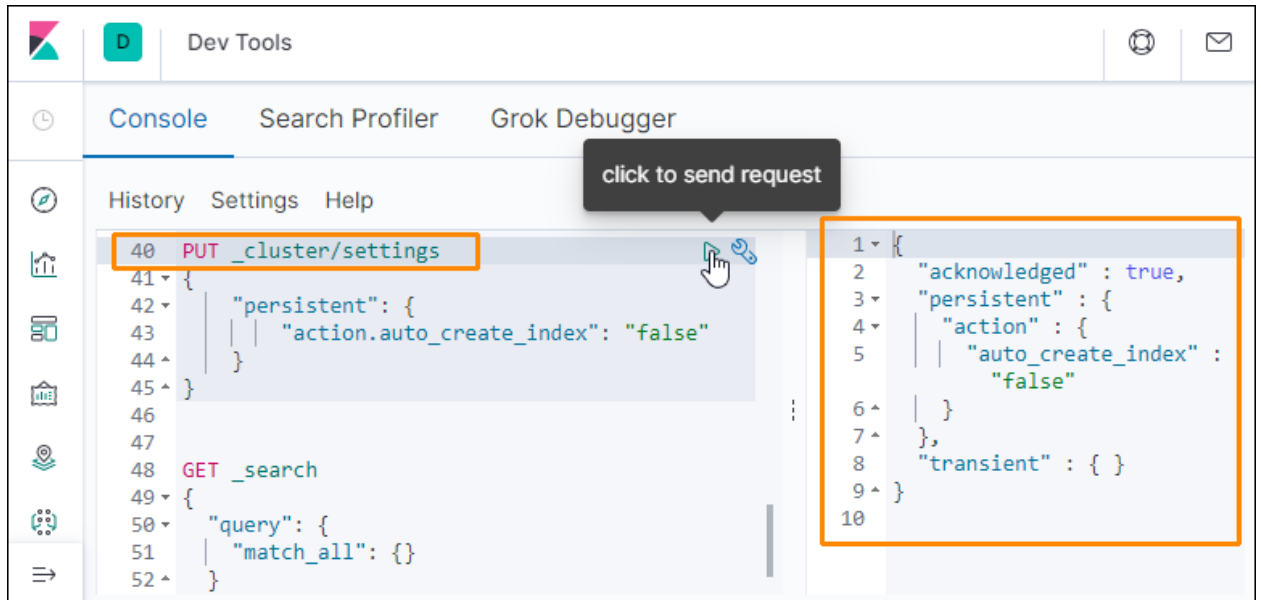 D Dev Tools
Console Search Profiler Grok Debugger
click to send request
History Settings Help
40 PUT _cluster/settings
41 {
42 "persistent": {
43 "action.auto_create_index": "false"
44 }
45 }
46
47
48 GET _search
49 {
50 "query": {
51 "match_all": {}
52 }
1 {
2 "acknowledged" : true,
3 "persistent" : {
4 "action" : {
5 "auto_create_index" :
"false"
6 }
7 },
8 "transient" : { }
9 }
10